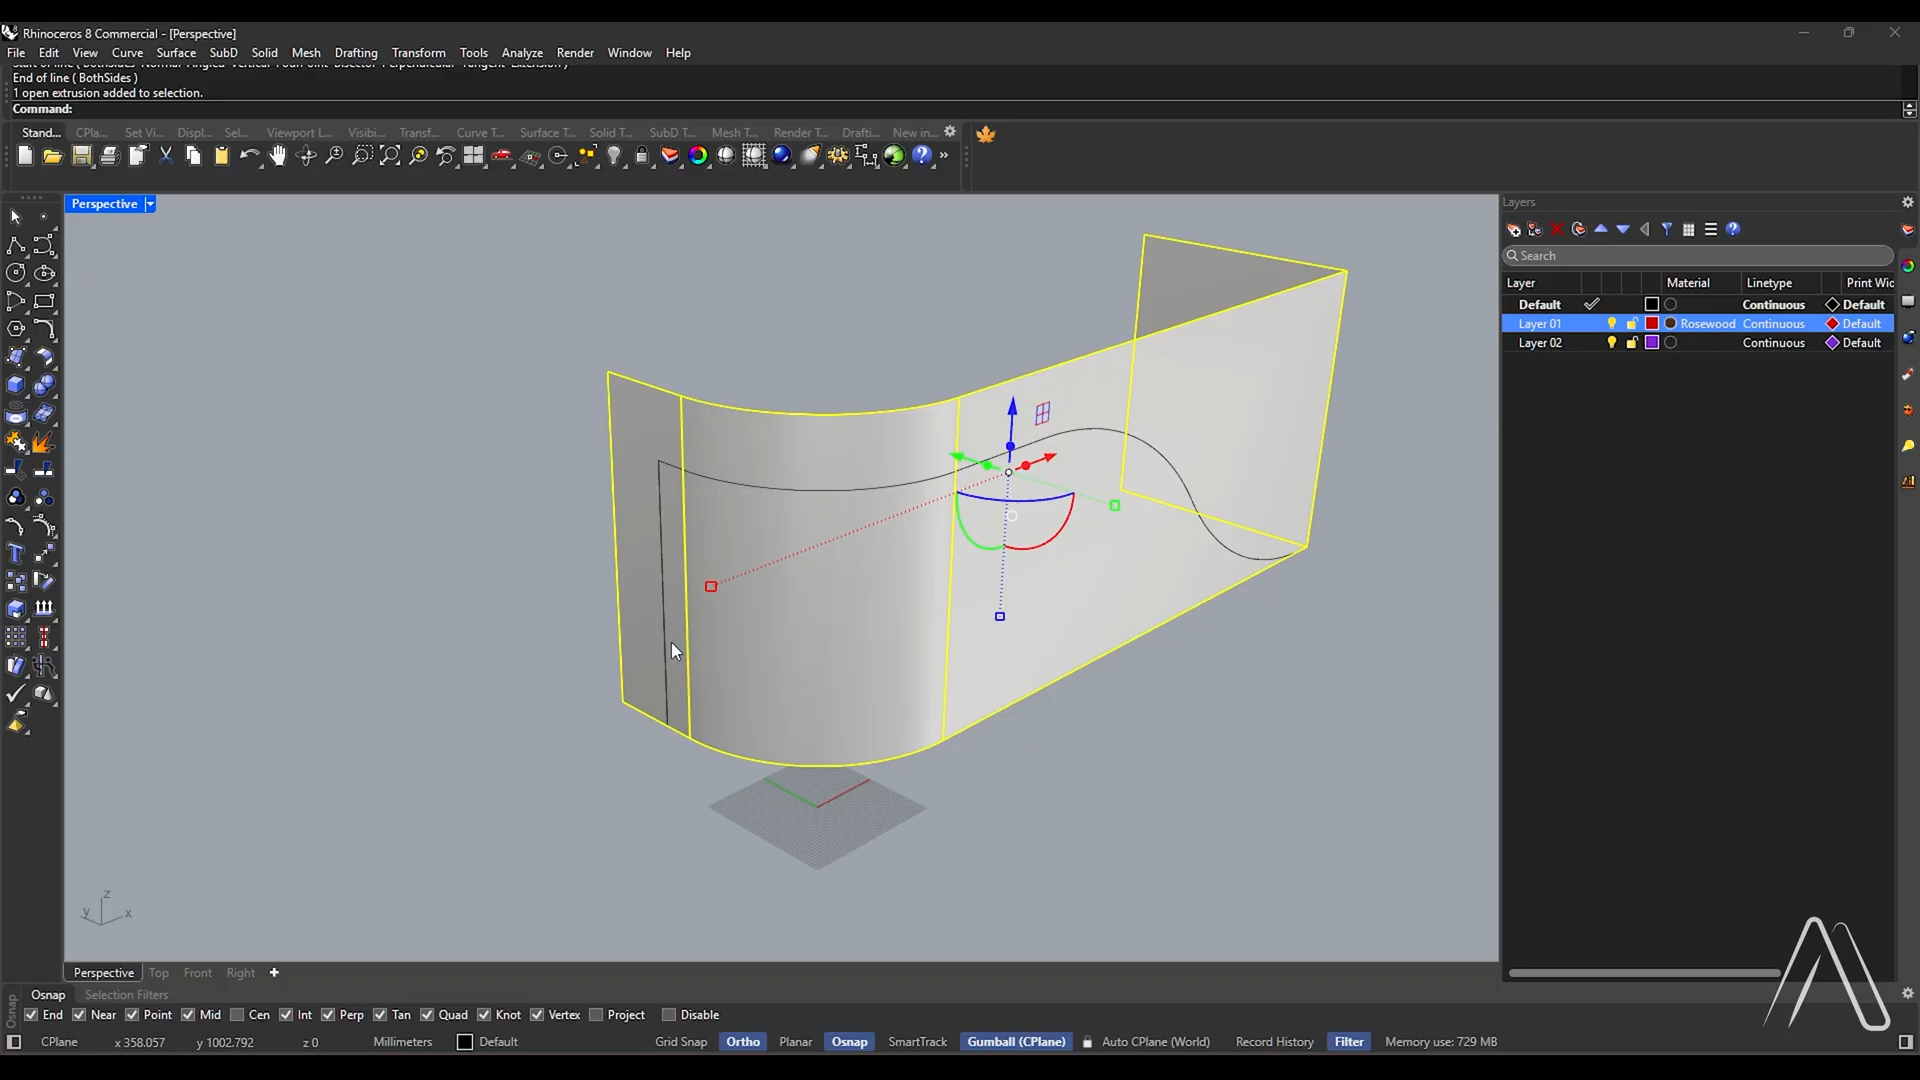 Rhinoceros 8 Commercial - [Perspective]
File Edit View Curve Surface SubD Solid Mesh Drafting Transform Tools Analyze Render Window Help
End of line ( BothSides )
1 open extrusion added to selection.
Command:
Stand... CPla... Set Vi... Displ... Sel... Viewport L... Visibi... Transf... Curve T... Surface T... Solid T... SubD T... Mesh T... Render T... Drafti... New in...
Perspective
Layers
Search
Layer Material Linetype Print Wid
Default Continuous Default
Layer 01 Rosewood Continuous Default
Layer 02 Continuous Default
z
y x
Perspective Top Front Right
Osnap Selection Filters
Osnap
End Near Point Mid Cen Int Perp Tan Quad Knot Vertex Project Disable
CPlane x 358.057 y 1002.792 z 0 Millimeters Default Grid Snap Ortho Planar Osnap SmartTrack Gumball (CPlane) Auto CPlane (World) Record History Filter Memory use: 729 MB